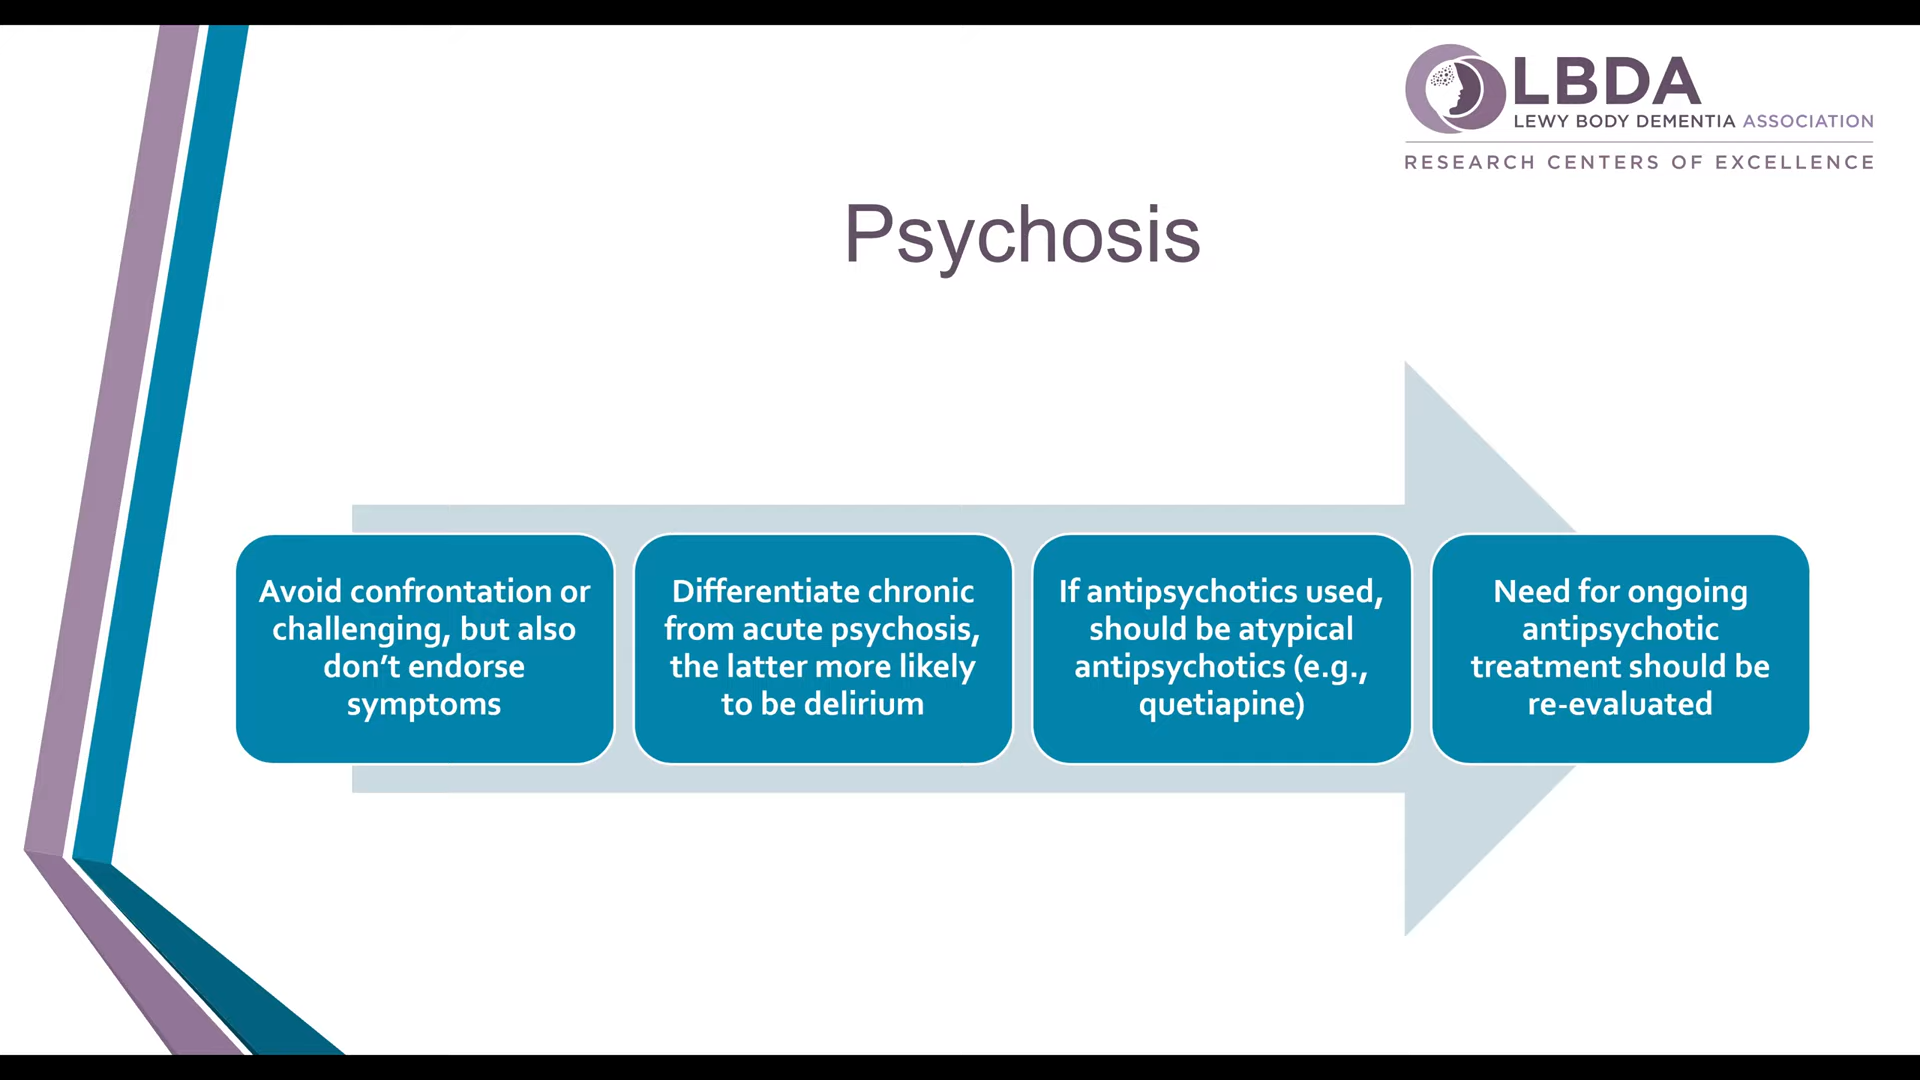 LBDA
LEWY BODY DEMENTIA ASSOCIATION
RESEARCH CENTERS OF EXCELLENCE
Psychosis
Avoid confrontation or
challenging, but also
don’t endorse
symptoms
Differentiate chronic
from acute psychosis,
the latter more likely
to be delirium
If antipsychotics used,
should be atypical
antipsychotics (e.g.,
quetiapine)
Need for ongoing
antipsychotic
treatment should be
re-evaluated